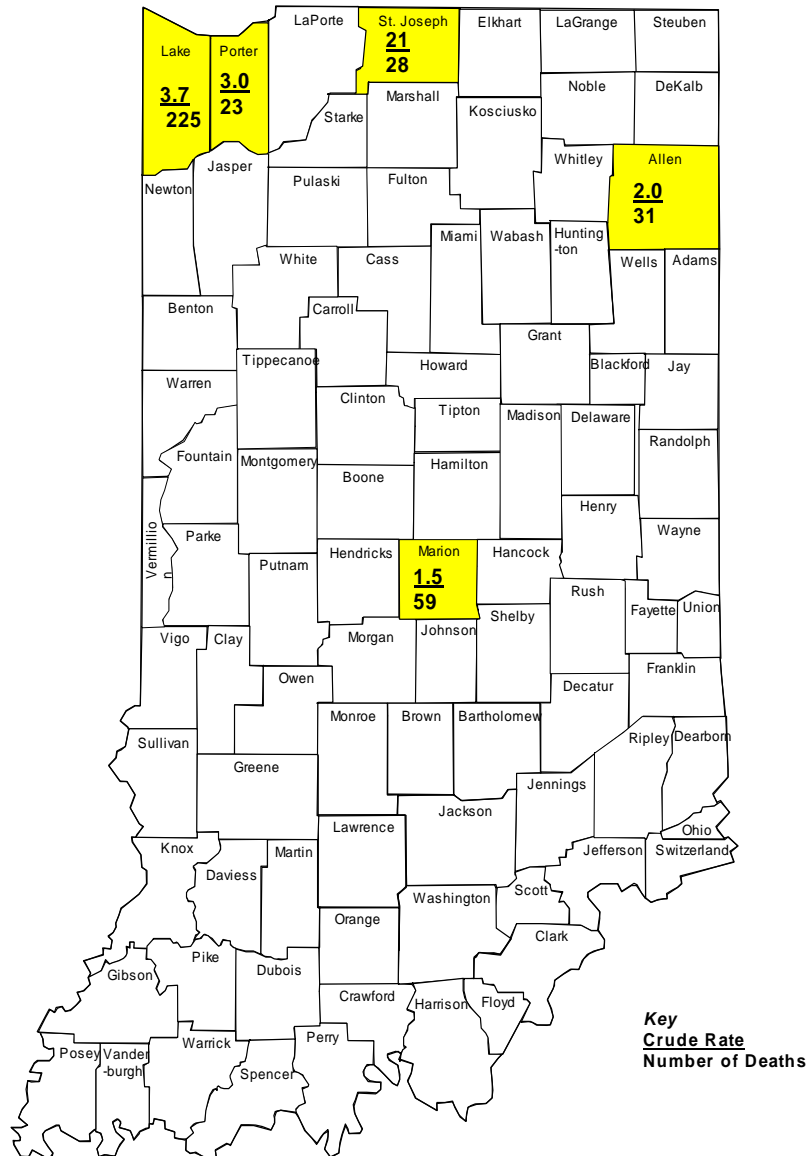 LaPorte
St. Joseph
21
28
Elkhart
LaGrange
Steuben
Lake
3.7
225
Porter
3.0
23
Noble
DeKalb
Marshall
Starke
Kosciusko
Whitley
Allen
2.0
31
Newton
Jasper
Pulaski
Fulton
Miami
Wabash
Hunting
-ton
Wells
Adams
White
Cass
Benton
Carroll
Grant
Tippecanoe
Howard
Blackford
Jay
Warren
Clinton
Tipton
Madison
Delaware
Randolph
Fountain
Montgomery
Boone
Hamilton
Henry
Vermillio
n
Parke
Putnam
Hendricks
Marion
1.5
59
Hancock
Wayne
Rush
Fayette
Union
Shelby
Vigo
Clay
Morgan
Johnson
Owen
Franklin
Decatur
Monroe
Brown
Bartholomew
Ripley
Dearborn
Sullivan
Greene
Jennings
Jackson
Lawrence
Ohio
Knox
Martin
Jefferson
Switzerland
Daviess
Scott
Washington
Orange
Clark
Pike
Gibson
Dubois
Crawford
Harrison
Floyd
Posey
Vander
-burgh
Warrick
Spencer
Perry
Key
Crude Rate
Number of Deaths